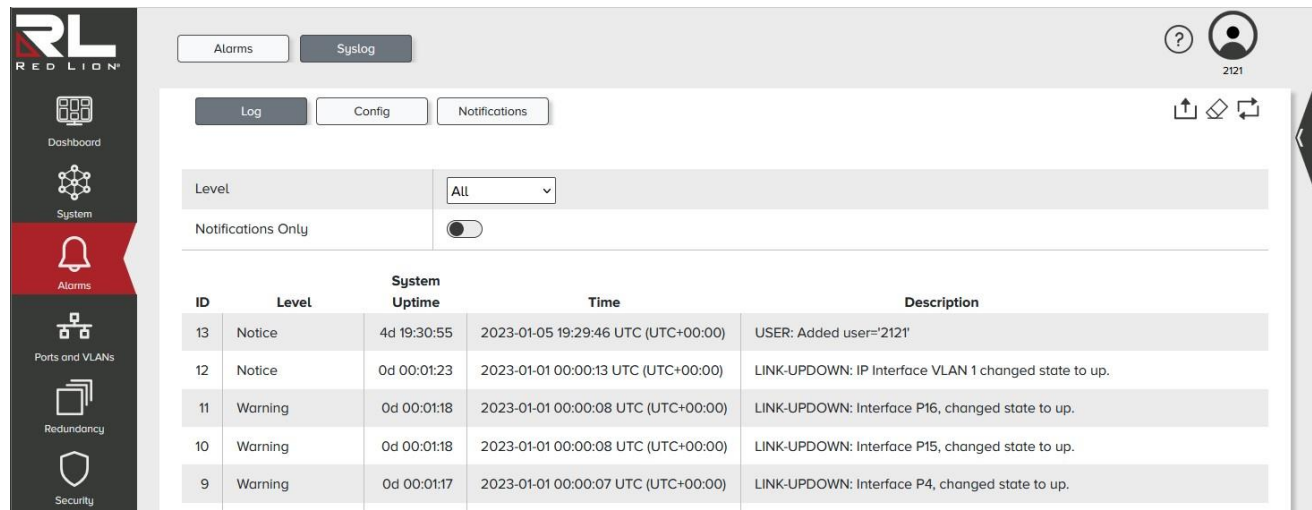 RL
RED LION®
Alarms Syslog
?
2121
Log Config Notifications
Dashboard
System
Alarms
Ports and VLANs
Redundancy
Security
Level All
Notifications Only
ID Level System Uptime Time Description
13 Notice 4d 19:30:55 2023-01-05 19:29:46 UTC (UTC+00:00) USER: Added user='2121'
12 Notice 0d 00:01:23 2023-01-01 00:00:13 UTC (UTC+00:00) LINK-UPDOWN: IP Interface VLAN 1 changed state to up.
11 Warning 0d 00:01:18 2023-01-01 00:00:08 UTC (UTC+00:00) LINK-UPDOWN: Interface P16, changed state to up.
10 Warning 0d 00:01:18 2023-01-01 00:00:08 UTC (UTC+00:00) LINK-UPDOWN: Interface P15, changed state to up.
9 Warning 0d 00:01:17 2023-01-01 00:00:07 UTC (UTC+00:00) LINK-UPDOWN: Interface P4, changed state to up.